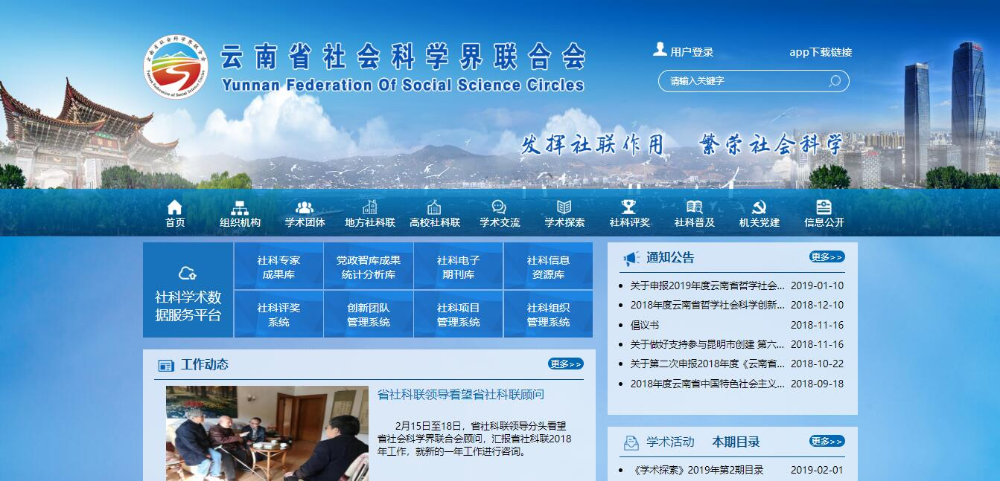 云南省社会科学界联合会
Yunnan Federation Of Social Science Circles
云南省社会科学界联合会
Yunnan Federation of Social Science Circles
用户登录
app下载链接
请输入关键字
发挥社联作用 繁荣社会科学
首页
组织机构
学术团体
地方社科联
高校社科联
学术交流
学术探索
社科评奖
社科普及
机关党建
信息公开
社科学术数
据服务平台
社科专家
成果库
党政智库成果
统计分析库
社科电子
期刊库
社科信息
资源库
社科评奖
系统
创新团队
管理系统
社科项目
管理系统
社科组织
管理系统
工作动态
更多>>
省社科联领导看望省社科联顾问
2月15日至18日，省社科联领导分头看望
省社会科学界联合会顾问，汇报省社科联2018
年工作，就新的一年工作进行咨询。
通知公告
更多>>
关于申报2019年度云南省哲学社会... 2019-01-10
2018年度云南省哲学社会科学创新... 2018-12-10
倡议书 2018-11-16
关于做好支持参与昆明市创建 第六... 2018-11-16
关于第二次申报2018年度《云南省... 2018-10-22
2018年度云南省中国特色社会主义... 2018-09-18
学术活动 本期目录
更多>>
《学术探索》2019年第2期目录 2019-02-01